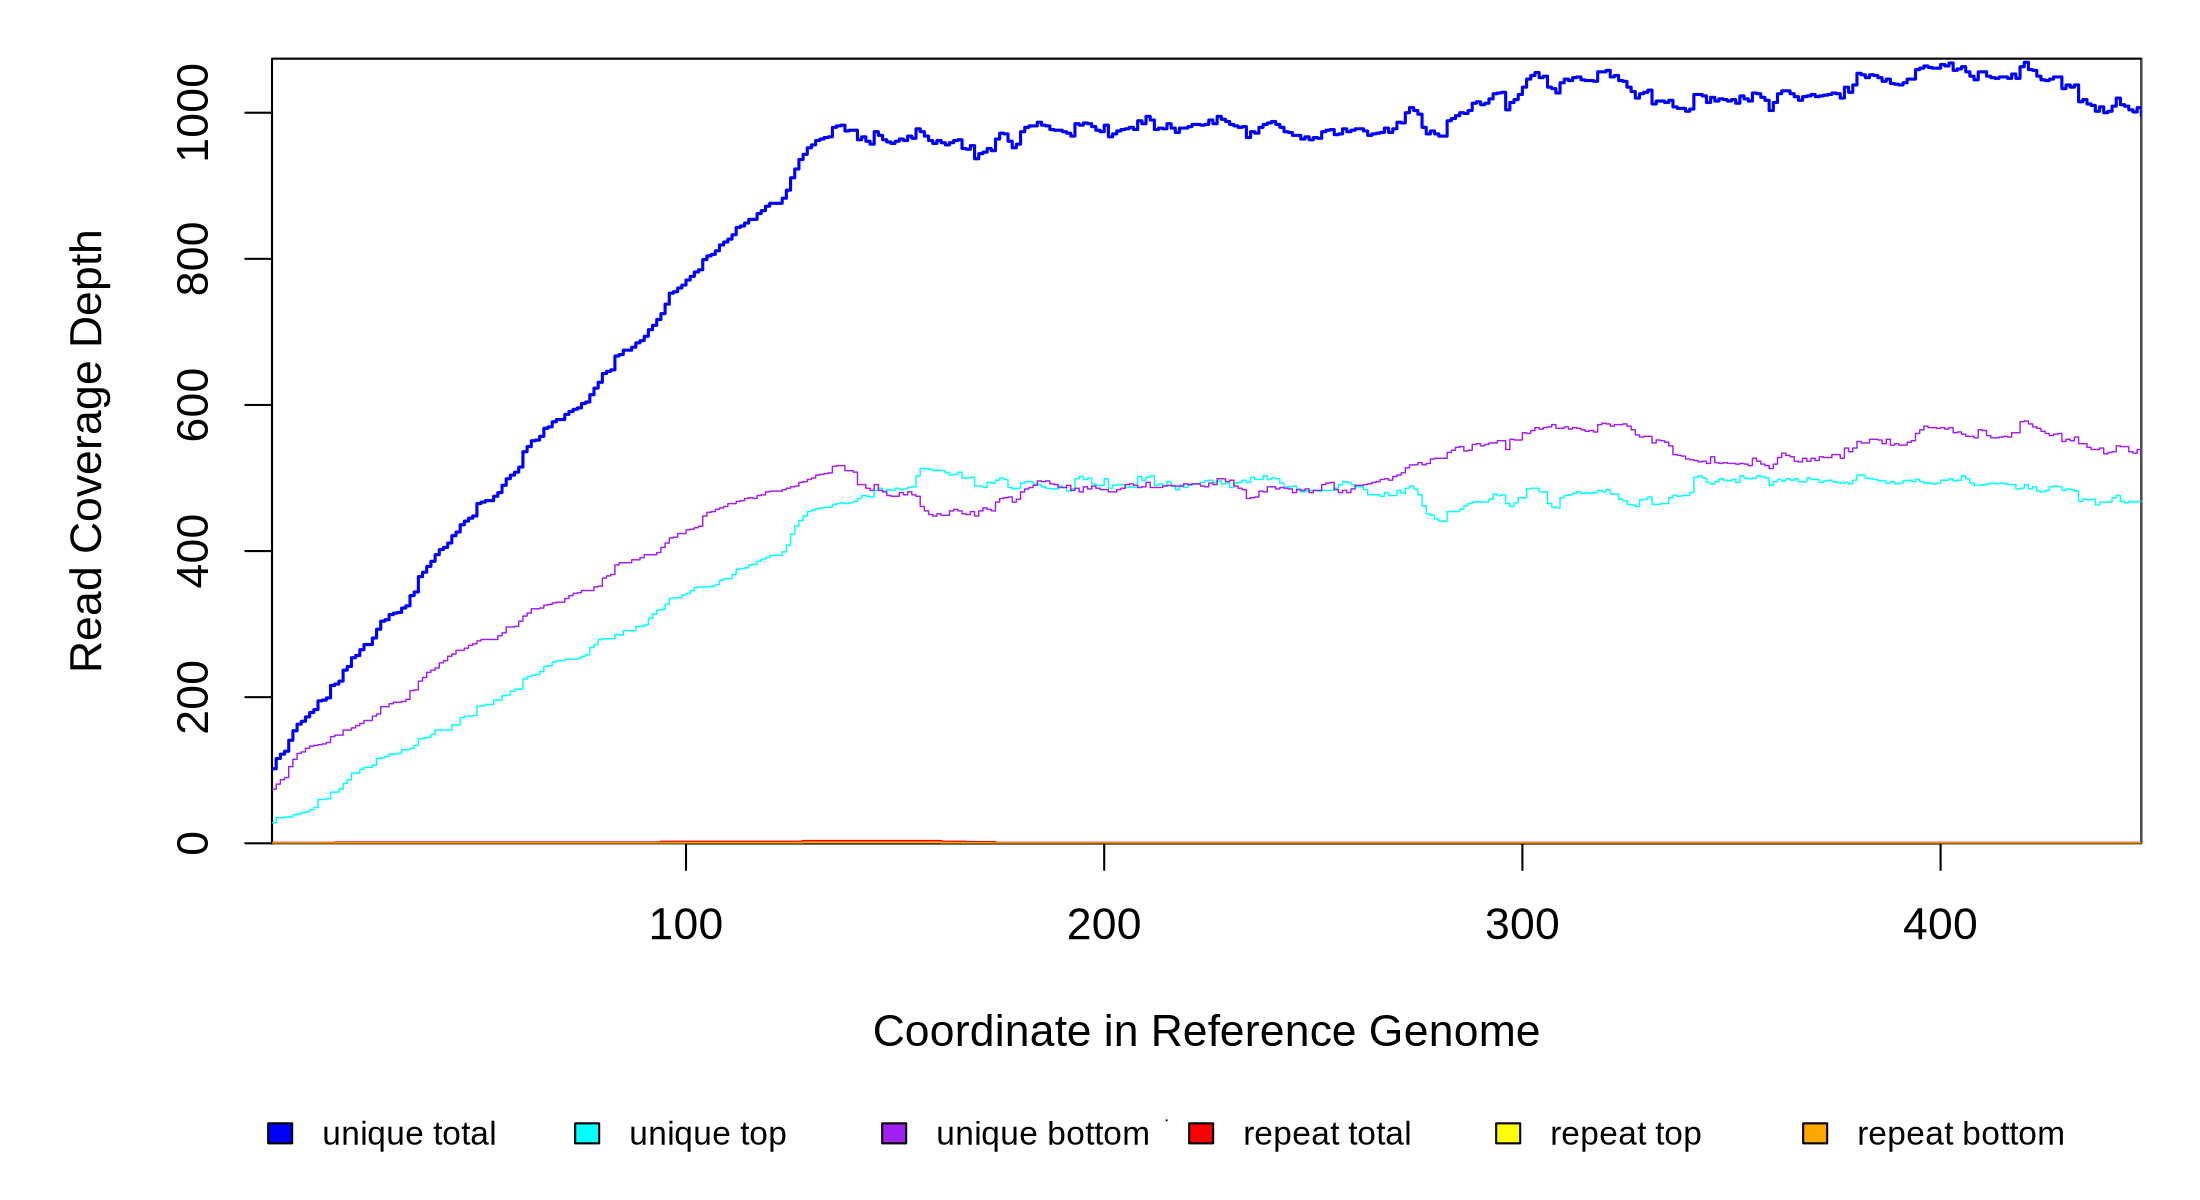 Read Coverage Depth
1000
800
600
400
200
0
100 200 300 400
Coordinate in Reference Genome
unique total unique top unique bottom repeat total repeat top repeat bottom